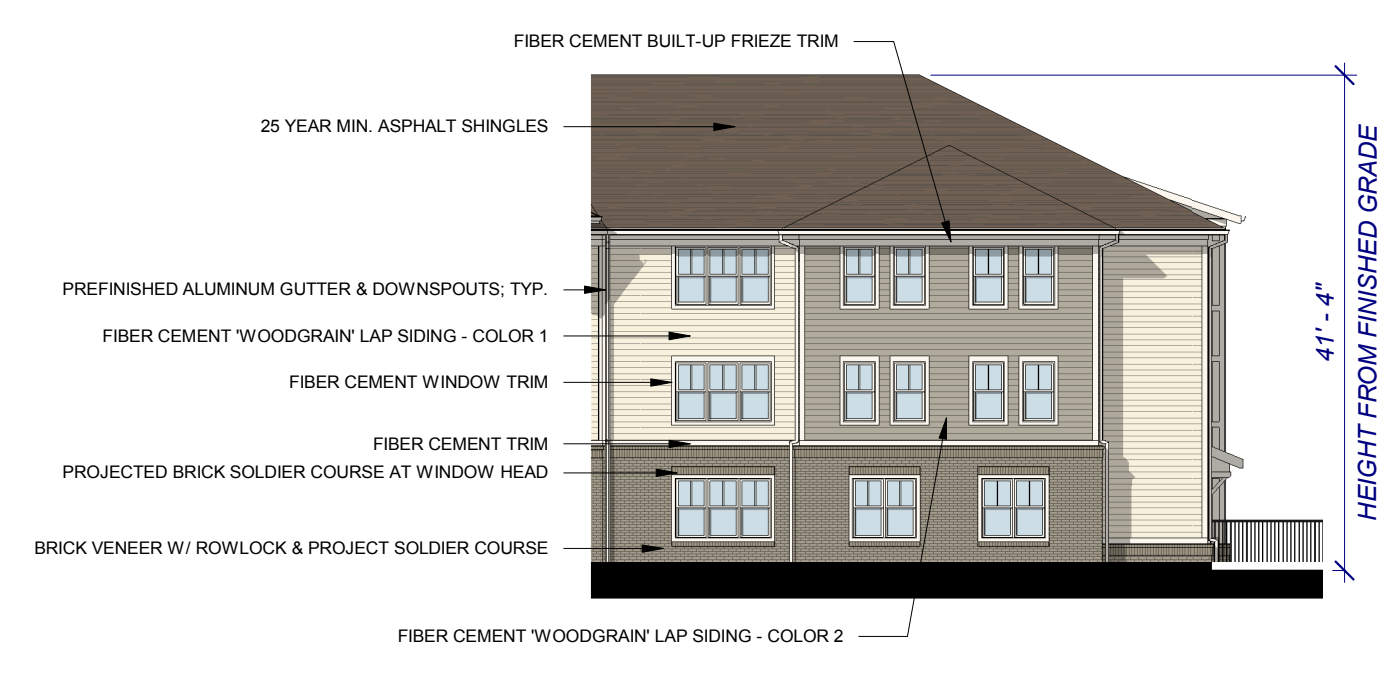 FIBER CEMENT BUILT-UP FRIEZE TRIM
25 YEAR MIN. ASPHALT SHINGLES
PREFINISHED ALUMINUM GUTTER & DOWNSPOUTS; TYP.
FIBER CEMENT 'WOODGRAIN' LAP SIDING - COLOR 1
FIBER CEMENT WINDOW TRIM
FIBER CEMENT TRIM
PROJECTED BRICK SOLDIER COURSE AT WINDOW HEAD
BRICK VENEER W/ ROWLOCK & PROJECT SOLDIER COURSE
FIBER CEMENT 'WOODGRAIN' LAP SIDING - COLOR 2
41' - 4"
HEIGHT FROM FINISHED GRADE